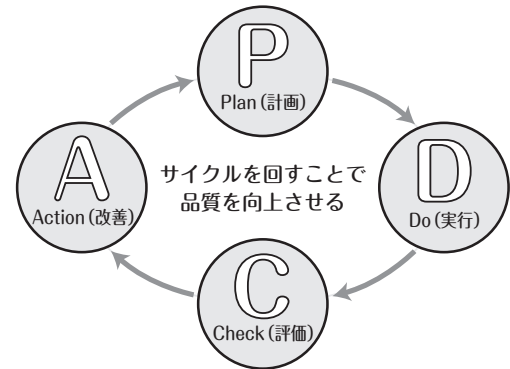 P
Plan(計画)
D
Do(実行)
C
Check(評価)
A
Action(改善)
サイクルを回すことで
品質を向上させる